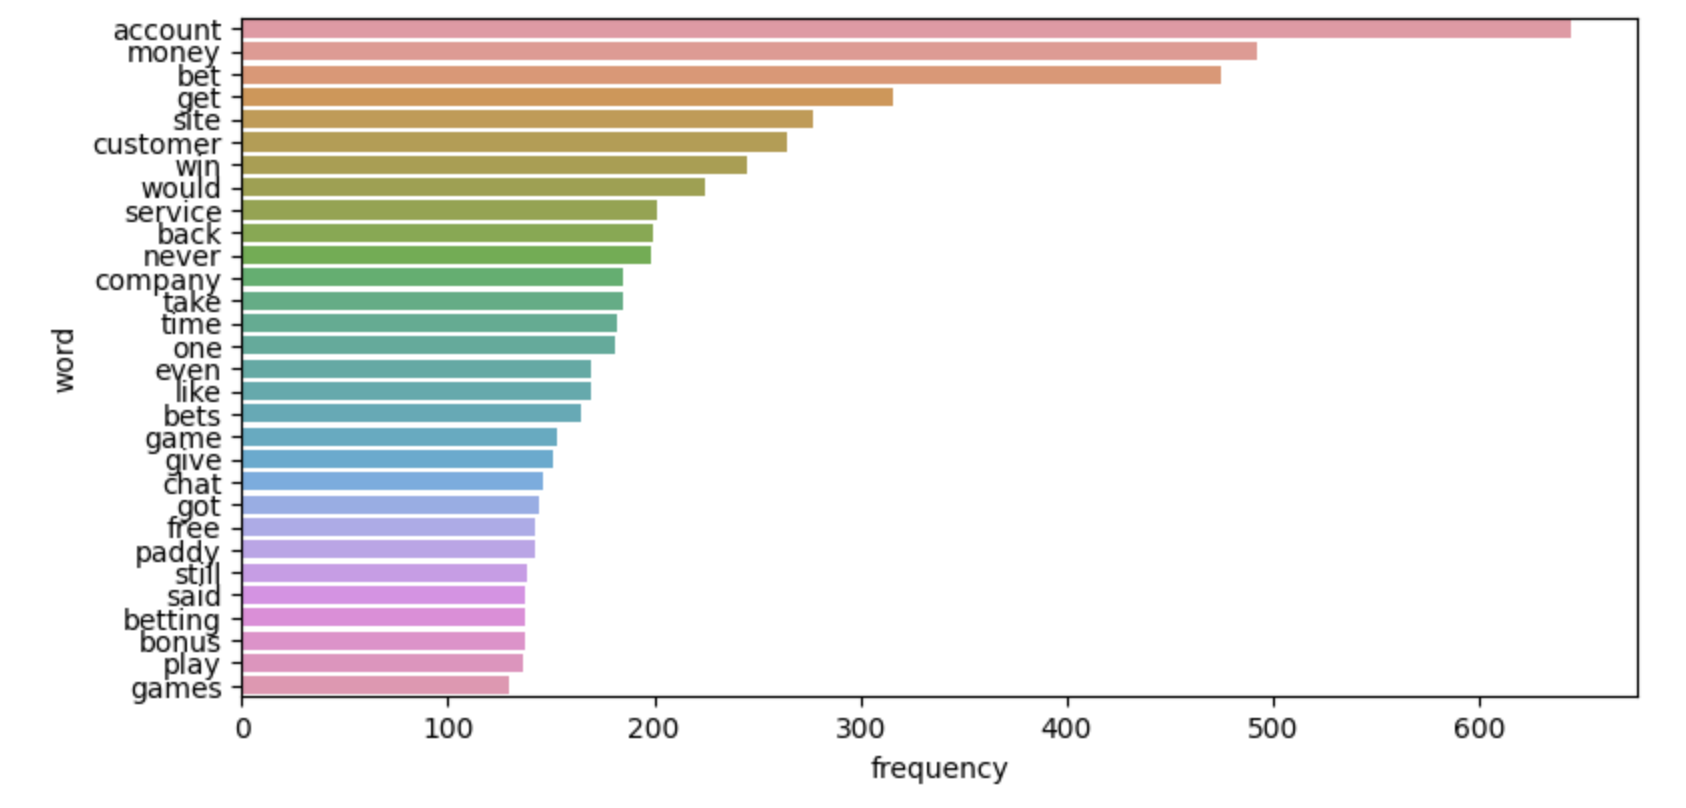 account
money
bet
get
site
customer
win
would
service
back
never
company
take
time
one
even
like
bets
game
give
chat
got
free
paddy
still
said
betting
bonus
play
games
word
0 100 200 300 400 500 600
frequency